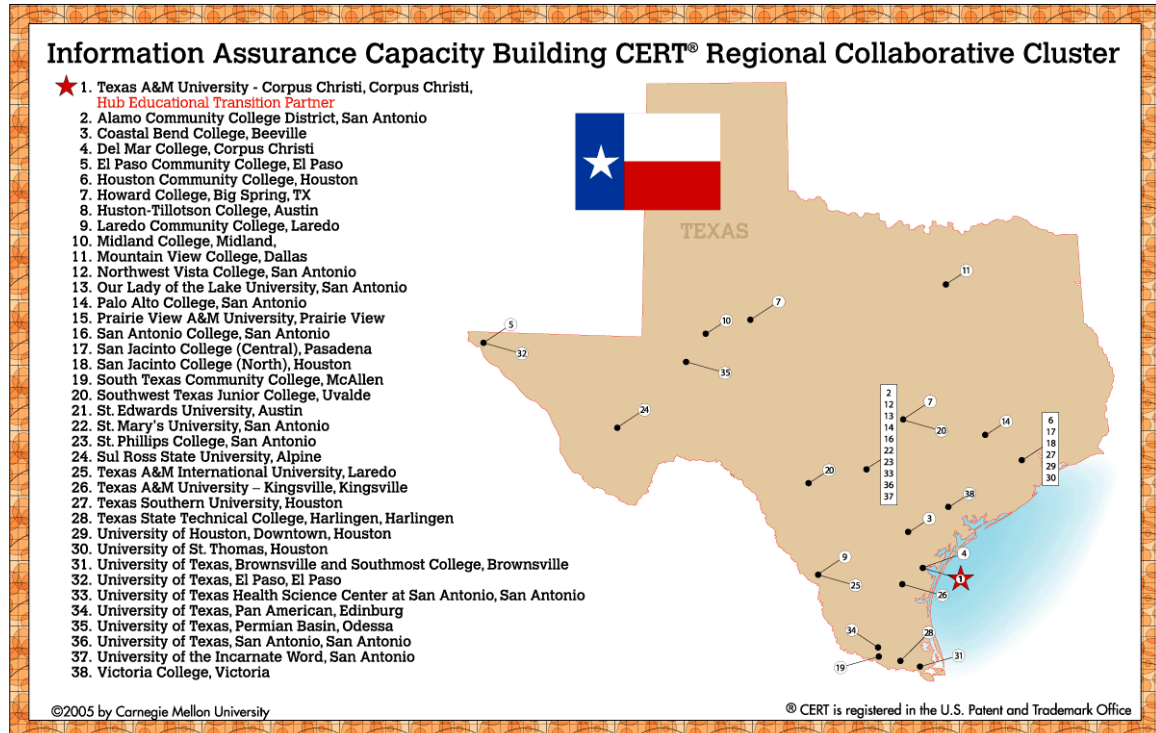 Information Assurance Capacity Building CERT® Regional Collaborative Cluster
1. Texas A&M University - Corpus Christi, Corpus Christi,
Hub Educational Transition Partner
2. Alamo Community College District, San Antonio
3. Coastal Bend College, Beeville
4. Del Mar College, Corpus Christi
5. El Paso Community College, El Paso
6. Houston Community College, Houston
7. Howard College, Big Spring, TX
8. Huston-Tillotson College, Austin
9. Laredo Community College, Laredo
10. Midland College, Midland,
11. Mountain View College, Dallas
12. Northwest Vista College, San Antonio
13. Our Lady of the Lake University, San Antonio
14. Palo Alto College, San Antonio
15. Prairie View A&M University, Prairie View
16. San Antonio College, San Antonio
17. San Jacinto College (Central), Pasadena
18. San Jacinto College (North), Houston
19. South Texas Community College, McAllen
20. Southwest Texas Junior College, Uvalde
21. St. Edwards University, Austin
22. St. Mary's University, San Antonio
23. St. Phillips College, San Antonio
24. Sul Ross State University, Alpine
25. Texas A&M International University, Laredo
26. Texas A&M University – Kingsville, Kingsville
27. Texas Southern University, Houston
28. Texas State Technical College, Harlingen, Harlingen
29. University of Houston, Downtown, Houston
30. University of St. Thomas, Houston
31. University of Texas, Brownsville and Southmost College, Brownsville
32. University of Texas, El Paso, El Paso
33. University of Texas Health Science Center at San Antonio, San Antonio
34. University of Texas, Pan American, Edinburg
35. University of Texas, Permian Basin, Odessa
36. University of Texas, San Antonio, San Antonio
37. University of the Incarnate Word, San Antonio
38. Victoria College, Victoria
TEXAS
11
7
10
5
32
35
24
2
12
13
14
16
22
23
33
36
37
7
20
14
6
17
18
27
29
30
20
38
3
9
25
4
1
26
34
19
28
31
©2005 by Carnegie Mellon University
® CERT is registered in the U.S. Patent and Trademark Office